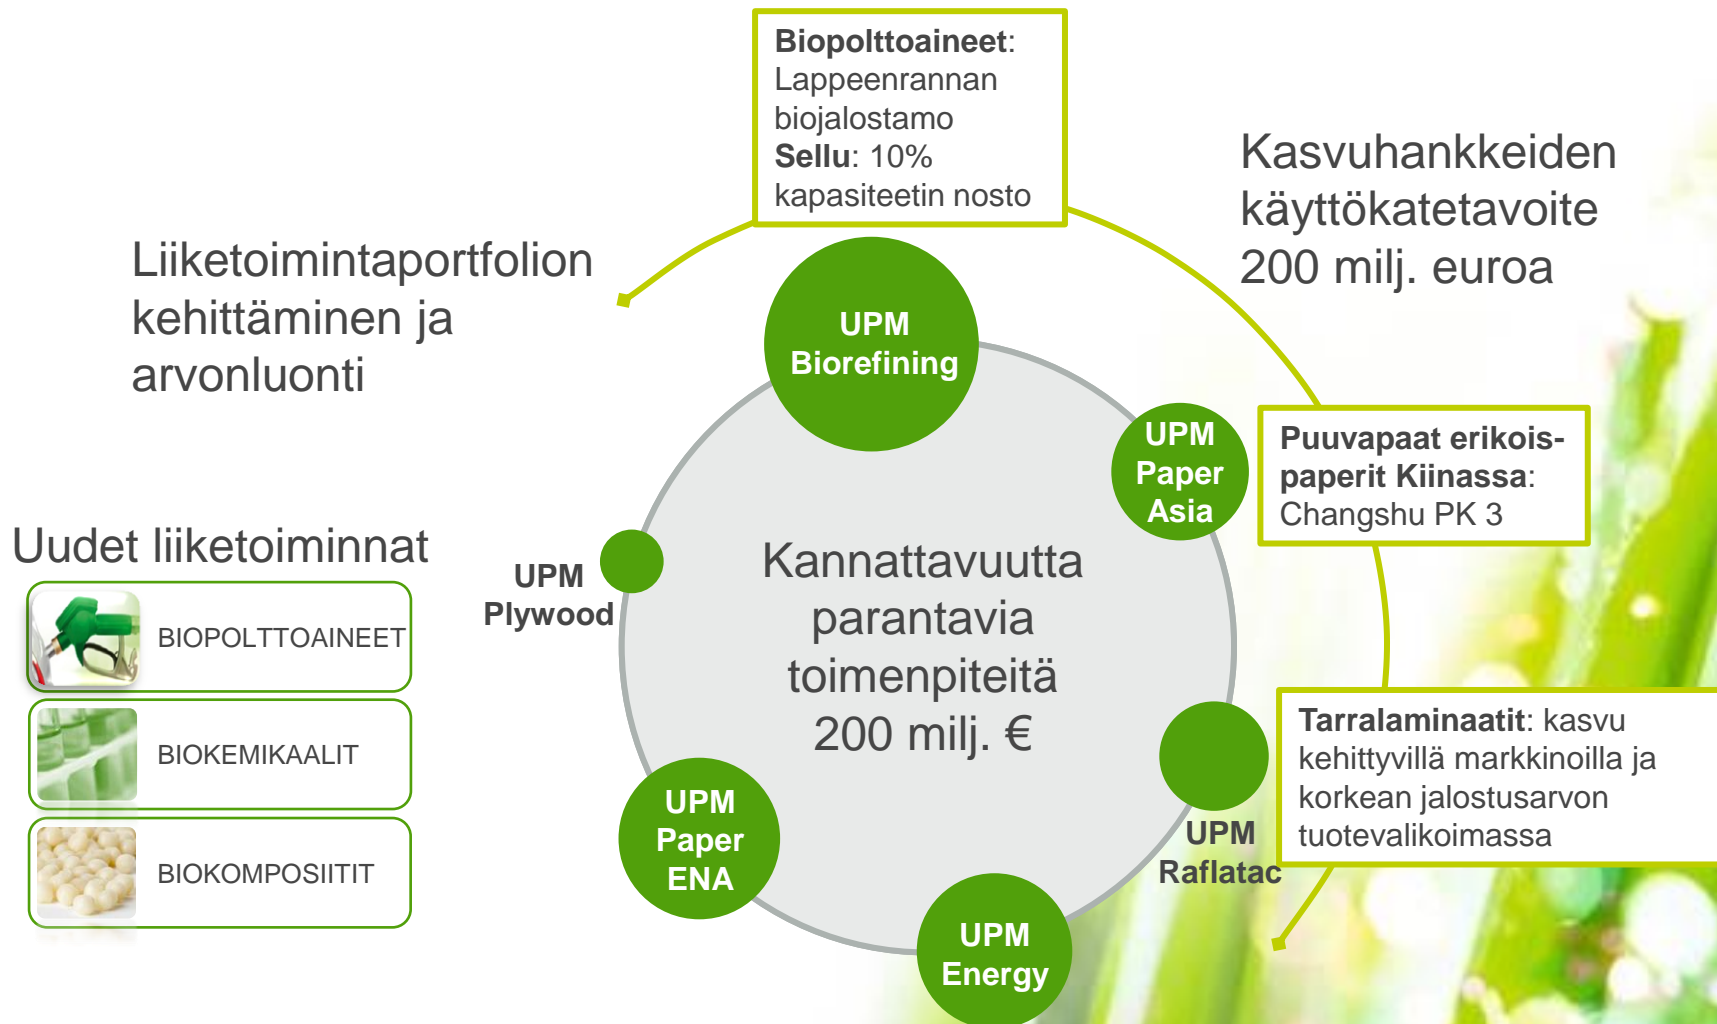 Biopolttoaineet:
Lappeenrannan
biojalostamo
Sellu: 10%
kapasiteetin nosto
Kasvuhankkeiden
käyttökatetavoite
200 milj. euroa
Liiketoimintaportfolion
kehittäminen ja
arvonluonti
UPM
Biorefining
UPM
Paper
Asia
Puuvapaat erikois-
paperit Kiinassa:
Changshu PK 3
Uudet liiketoiminnat
BIOPOLTTOAINEET
BIOKEMIKAALIT
BIOKOMPOSIITIT
UPM
Plywood
Kannattavuutta
parantavia
toimenpiteitä
200 milj. €
Tarralaminaatit: kasvu
kehittyvillä markkinoilla ja
korkean jalostusarvon
tuotevalikoimassa
UPM
Raflatac
UPM
Paper
ENA
UPM
Energy